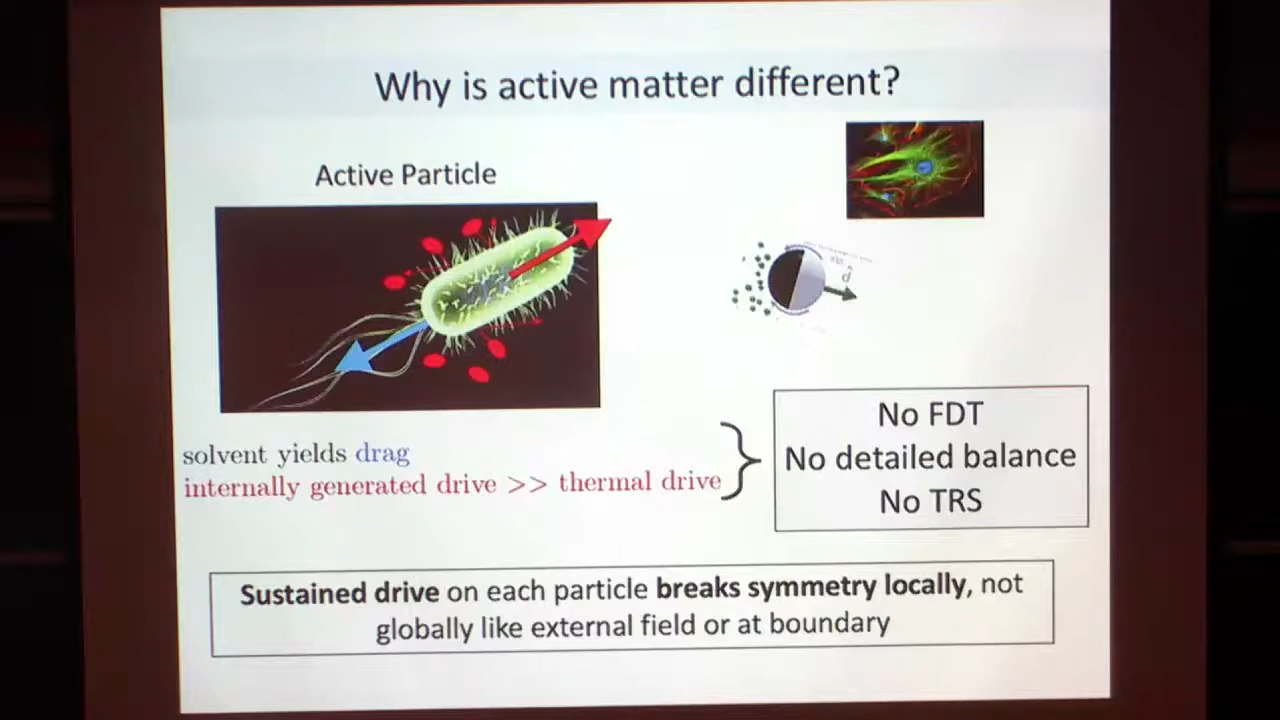 Why is active matter different?
Active Particle
d̂
solvent yields drag
internally generated drive >> thermal drive
No FDT
No detailed balance
No TRS
Sustained drive on each particle breaks symmetry locally, not
globally like external field or at boundary